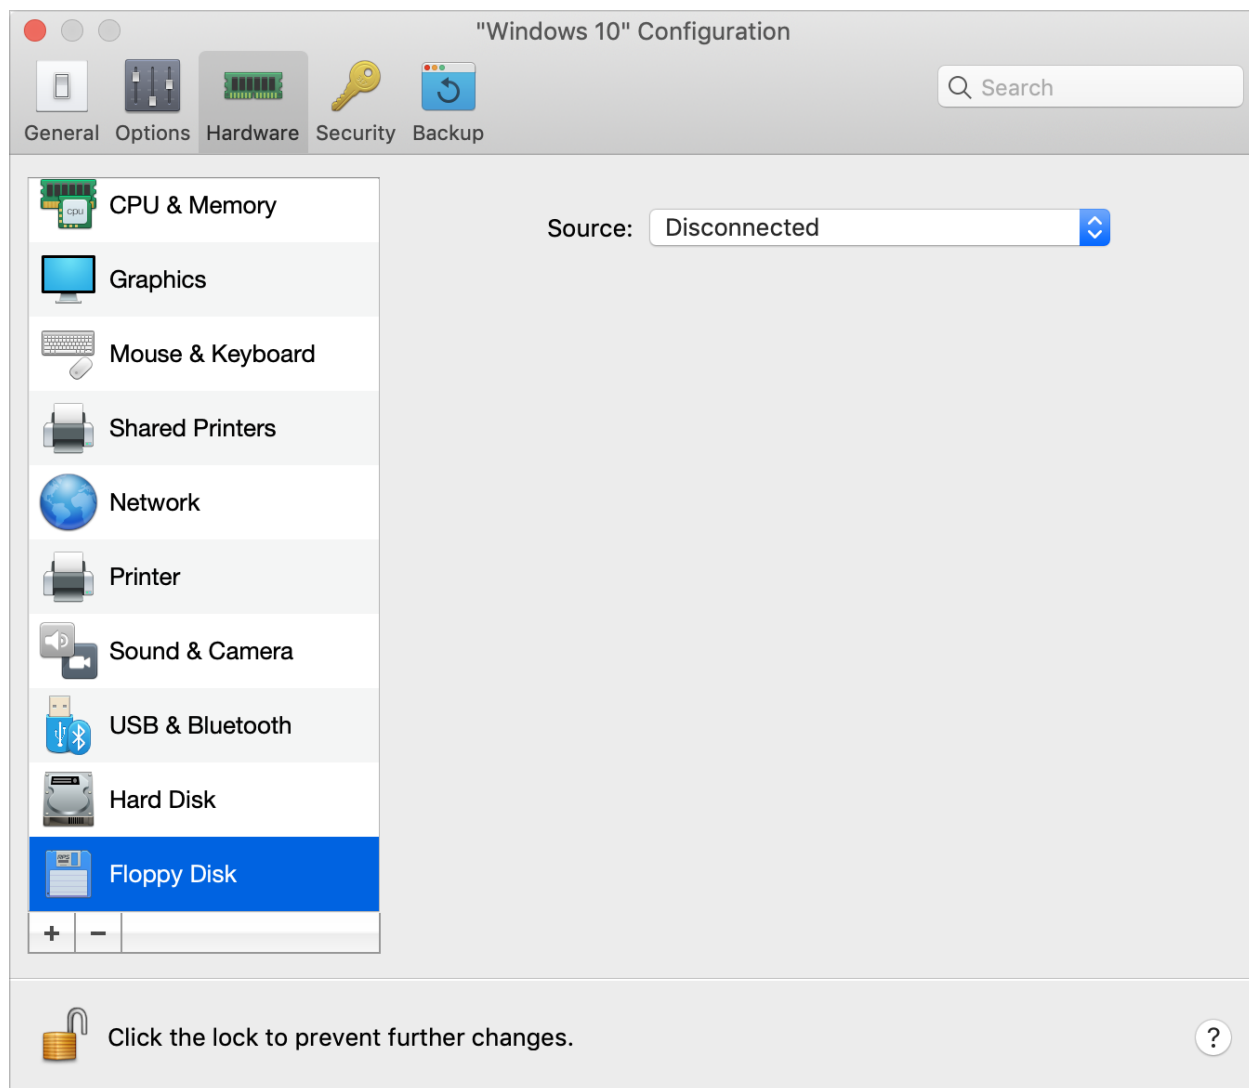 "Windows 10" Configuration
General Options Hardware Security Backup
Search
CPU & Memory
cpu
Source: Disconnected
Graphics
Mouse & Keyboard
Shared Printers
Network
Printer
Sound & Camera
USB & Bluetooth
Hard Disk
Floppy Disk
+ −
Click the lock to prevent further changes.
?